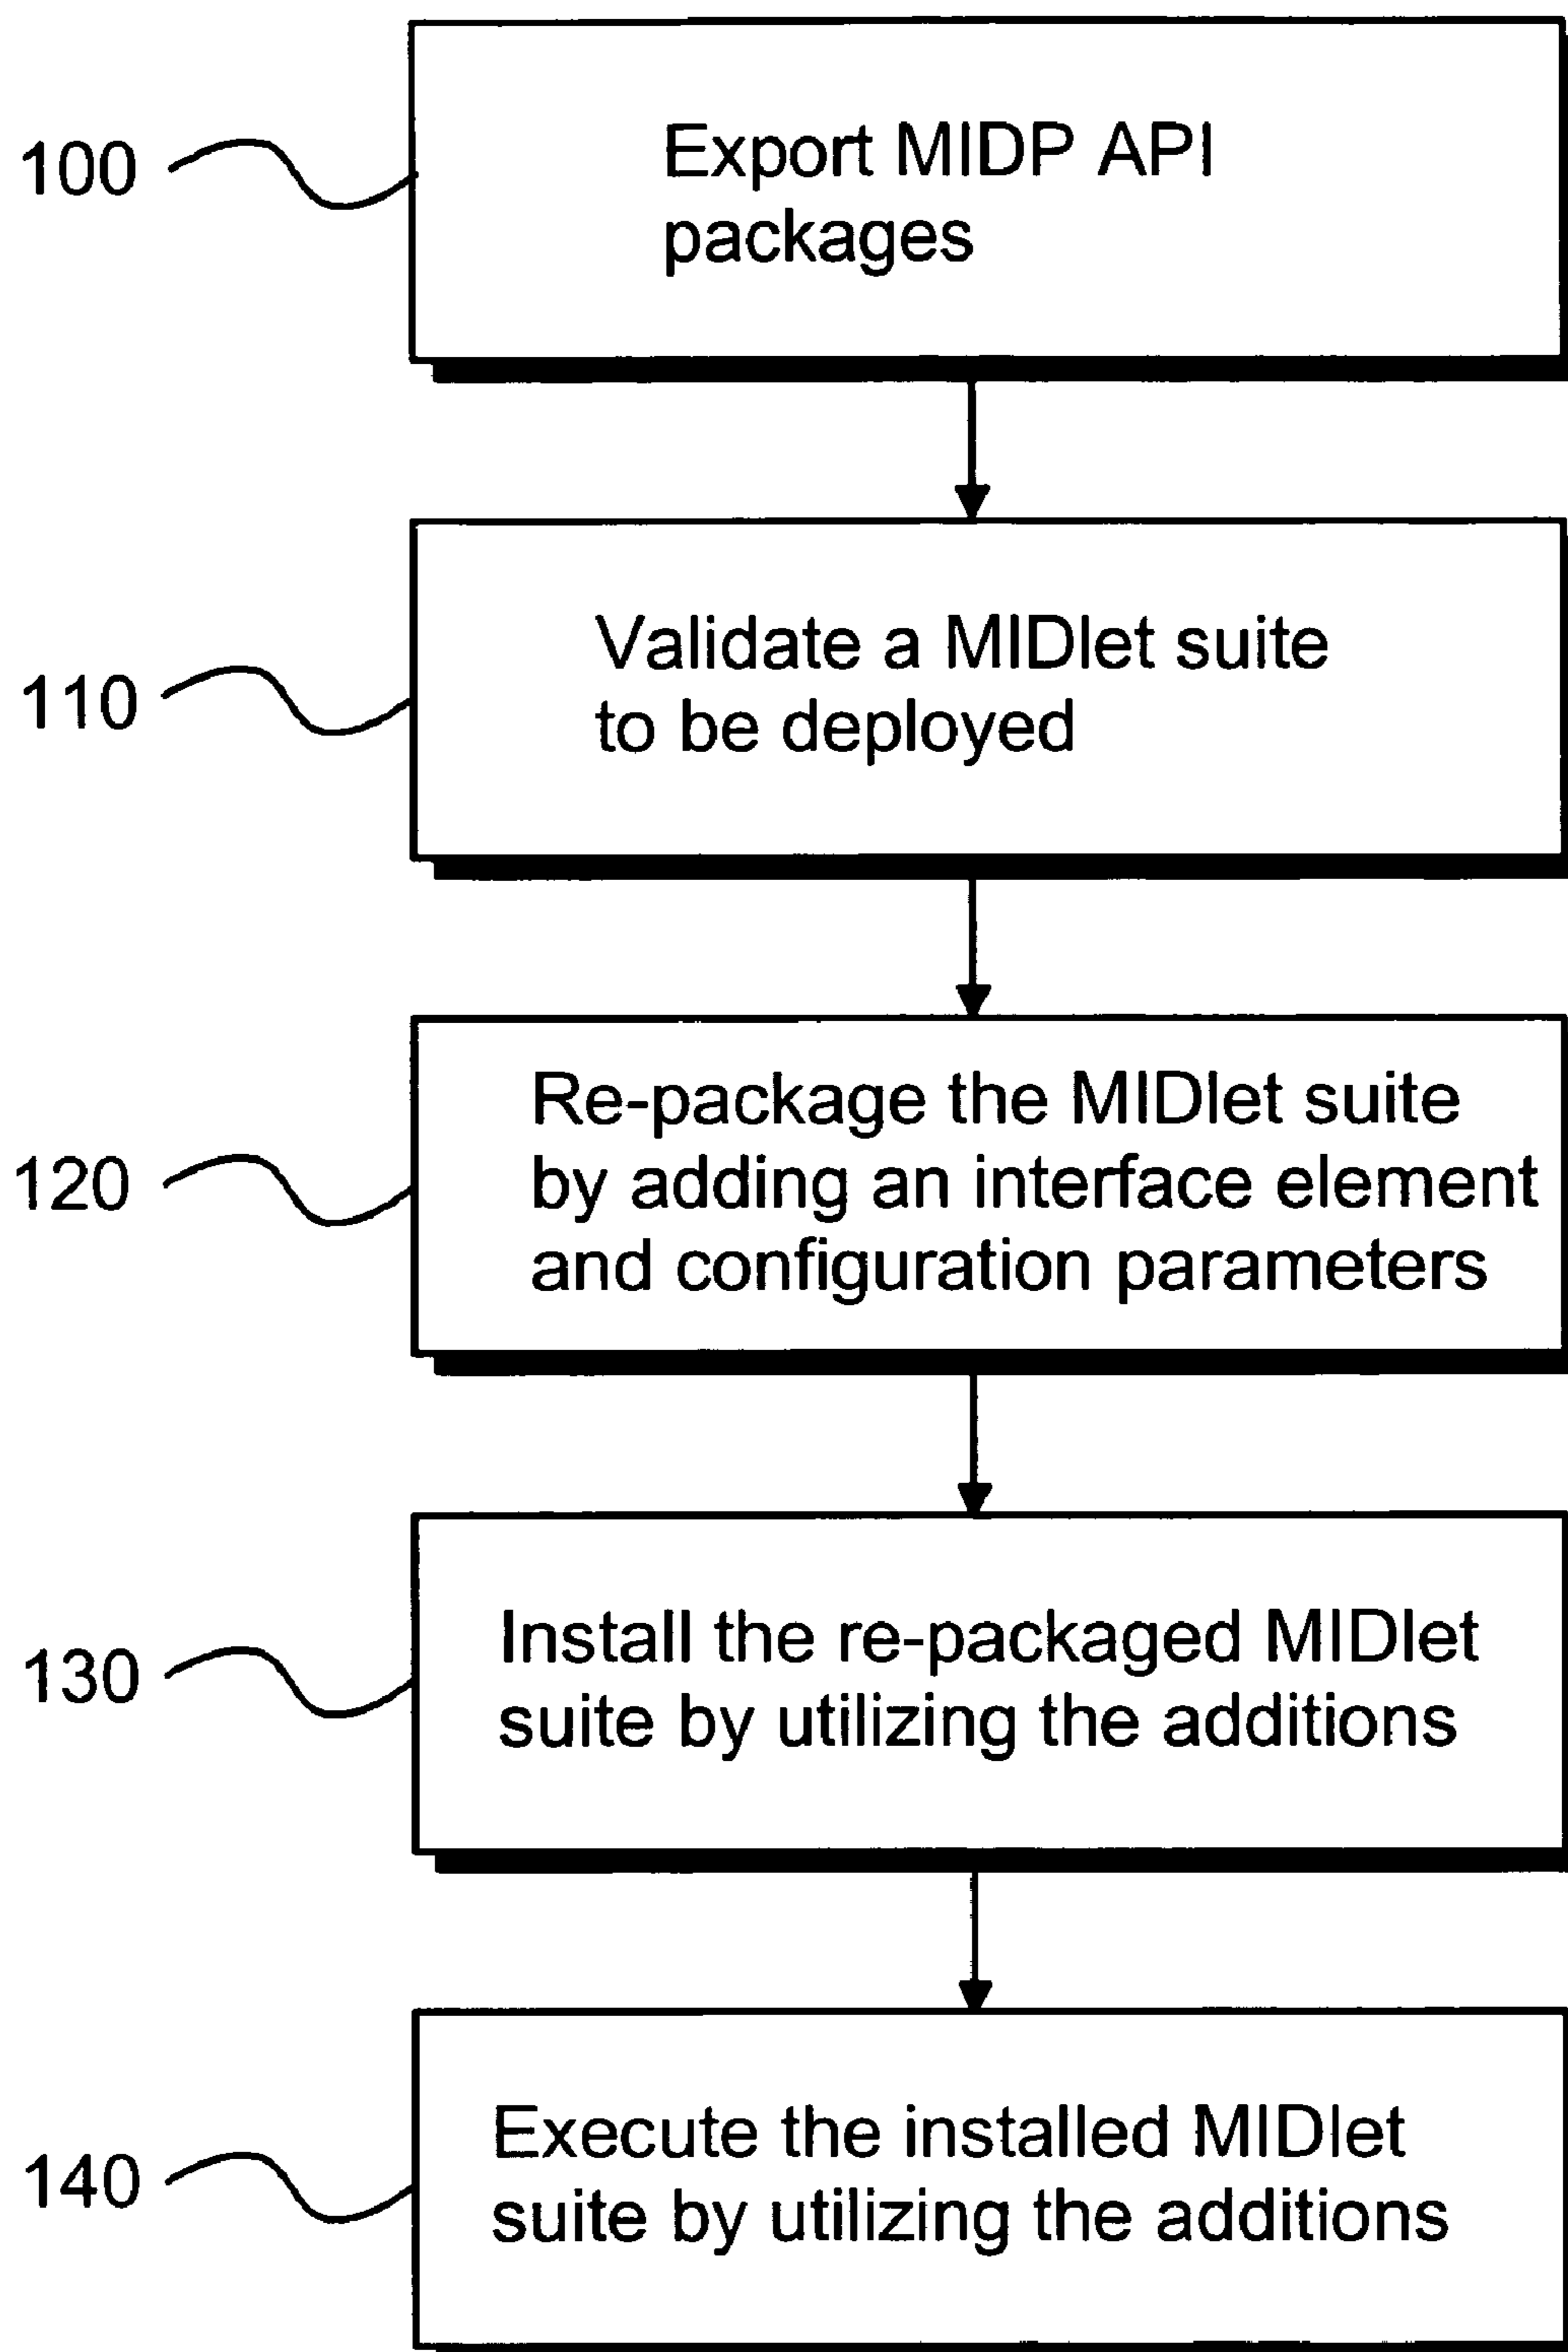 100
Export MIDP API
packages
110
Validate a MIDlet suite
to be deployed
120
Re-package the MIDlet suite
by adding an interface element
and configuration parameters
130
Install the re-packaged MIDlet
suite by utilizing the additions
140
Execute the installed MIDlet
suite by utilizing the additions